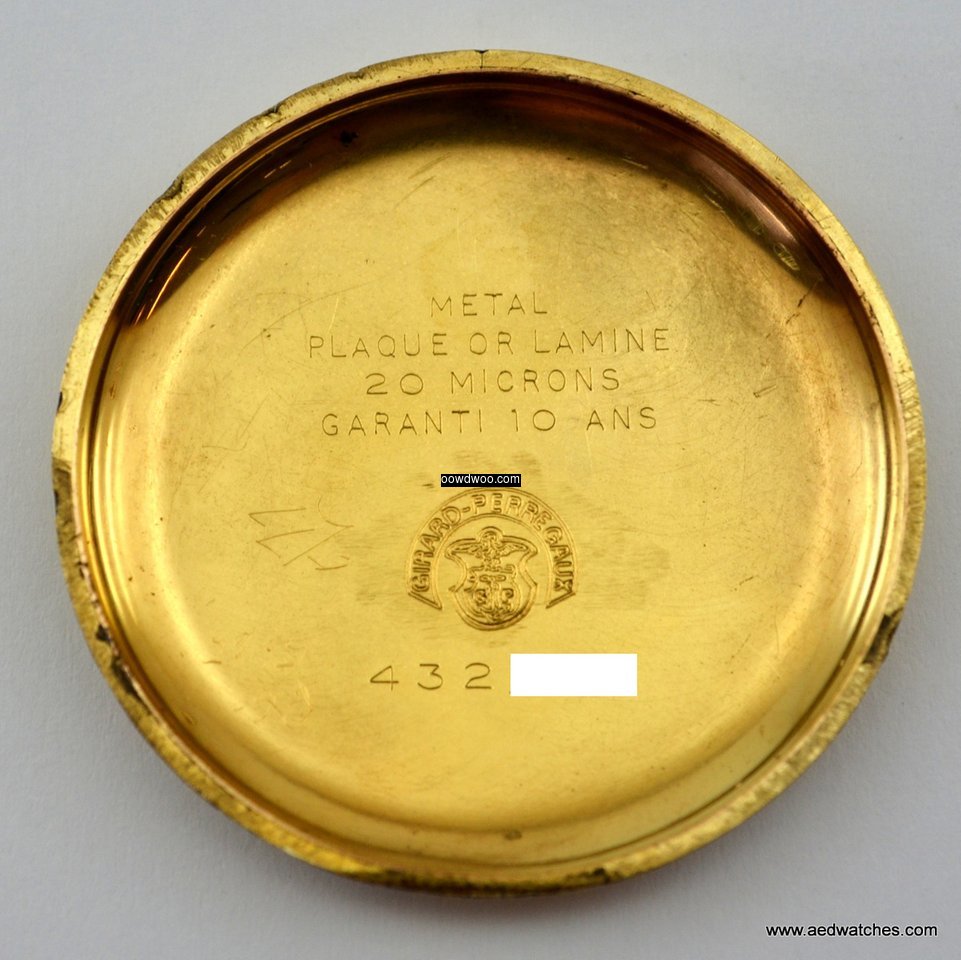 METAL
PLAQUE OR LAMINE
20 MICRONS
GARANTI 10 ANS
oowdwoo.com
GIRARD-PERREGAUX
432
www.aedwatches.com